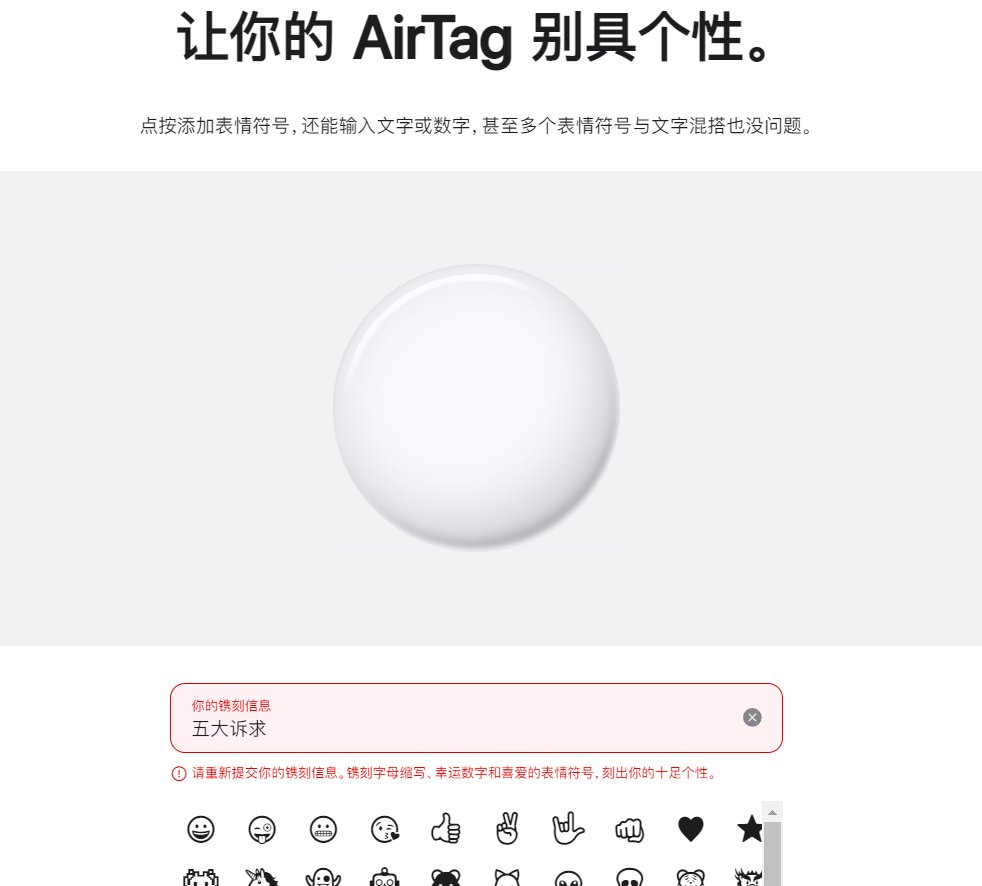 让你的 AirTag 别具个性。
点按添加表情符号，还能输入文字或数字，甚至多个表情符号与文字混搭也没问题。
你的镌刻信息
五大诉求
请重新提交你的镌刻信息。镌刻字母缩写、幸运数字和喜爱的表情符号，刻出你的十足个性。